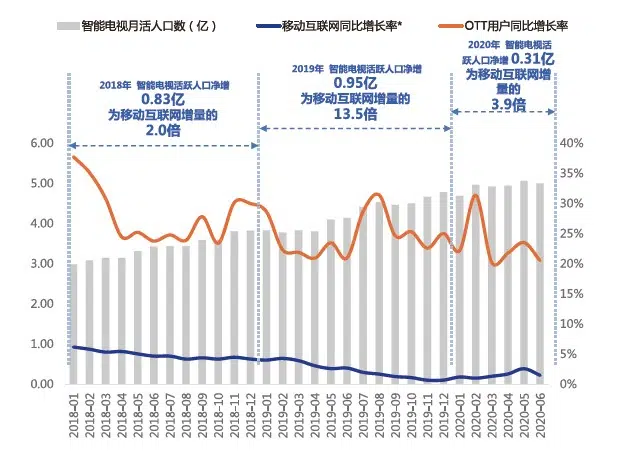 智能电视月活人口数（亿） 移动互联网同比增长率* OTT用户同比增长率
2018年 智能电视活跃人口净增
0.83亿
为移动互联网增量的
2.0倍
2019年 智能电视活跃人口净增
0.95亿
为移动互联网增量的
13.5倍
2020年 智能电视活
跃人口净增 0.31亿
为移动互联网增
量的
3.9倍
6.00 40%
5.00 35%
4.00 30%
3.00 25%
2.00 20%
1.00 15%
0.00 10%
5%
0%
2018-01 2018-02 2018-03 2018-04 2018-05 2018-06 2018-07 2018-08 2018-09 2018-10 2018-11 2018-12 2019-01 2019-02 2019-03 2019-04 2019-05 2019-06 2019-07 2019-08 2019-09 2019-10 2019-11 2019-12 2020-01 2020-02 2020-03 2020-04 2020-05 2020-06